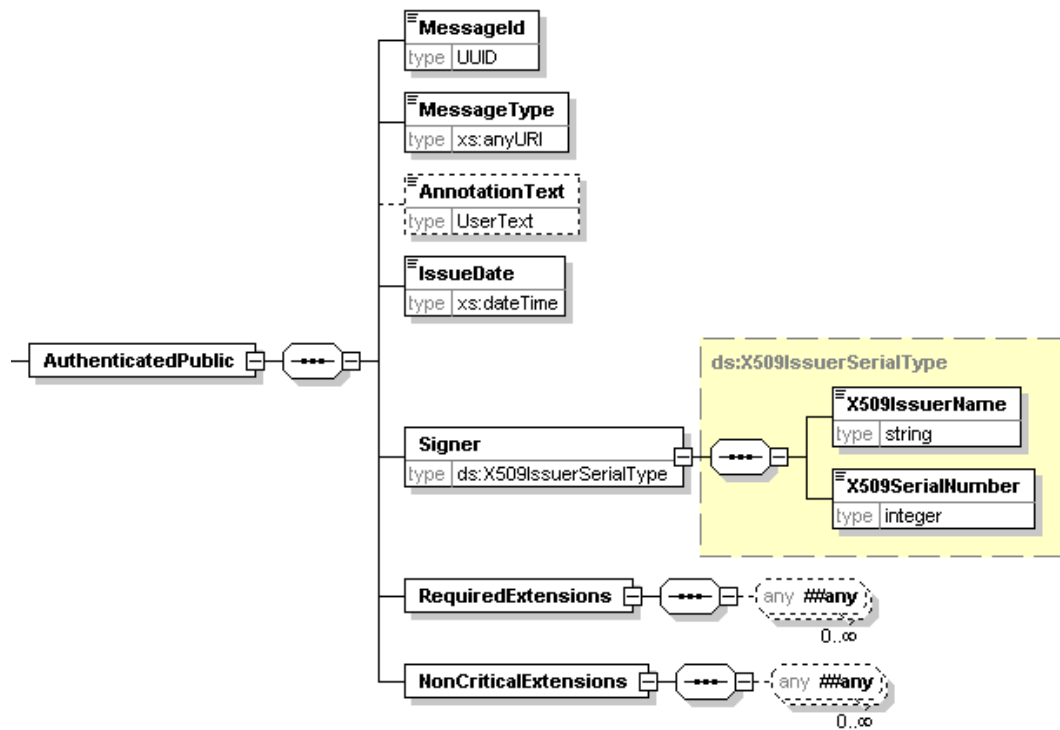 MessageId
type UUID
MessageType
type xs:anyURI
AnnotationText
type UserText
IssueDate
type xs:dateTime
AuthenticatedPublic
ds:X509IssuerSerialType
X509IssuerName
type string
Signer
type ds:X509IssuerSerialType
X509SerialNumber
type integer
RequiredExtensions
any ##any
0..∞
NonCriticalExtensions
any ##any
0..∞